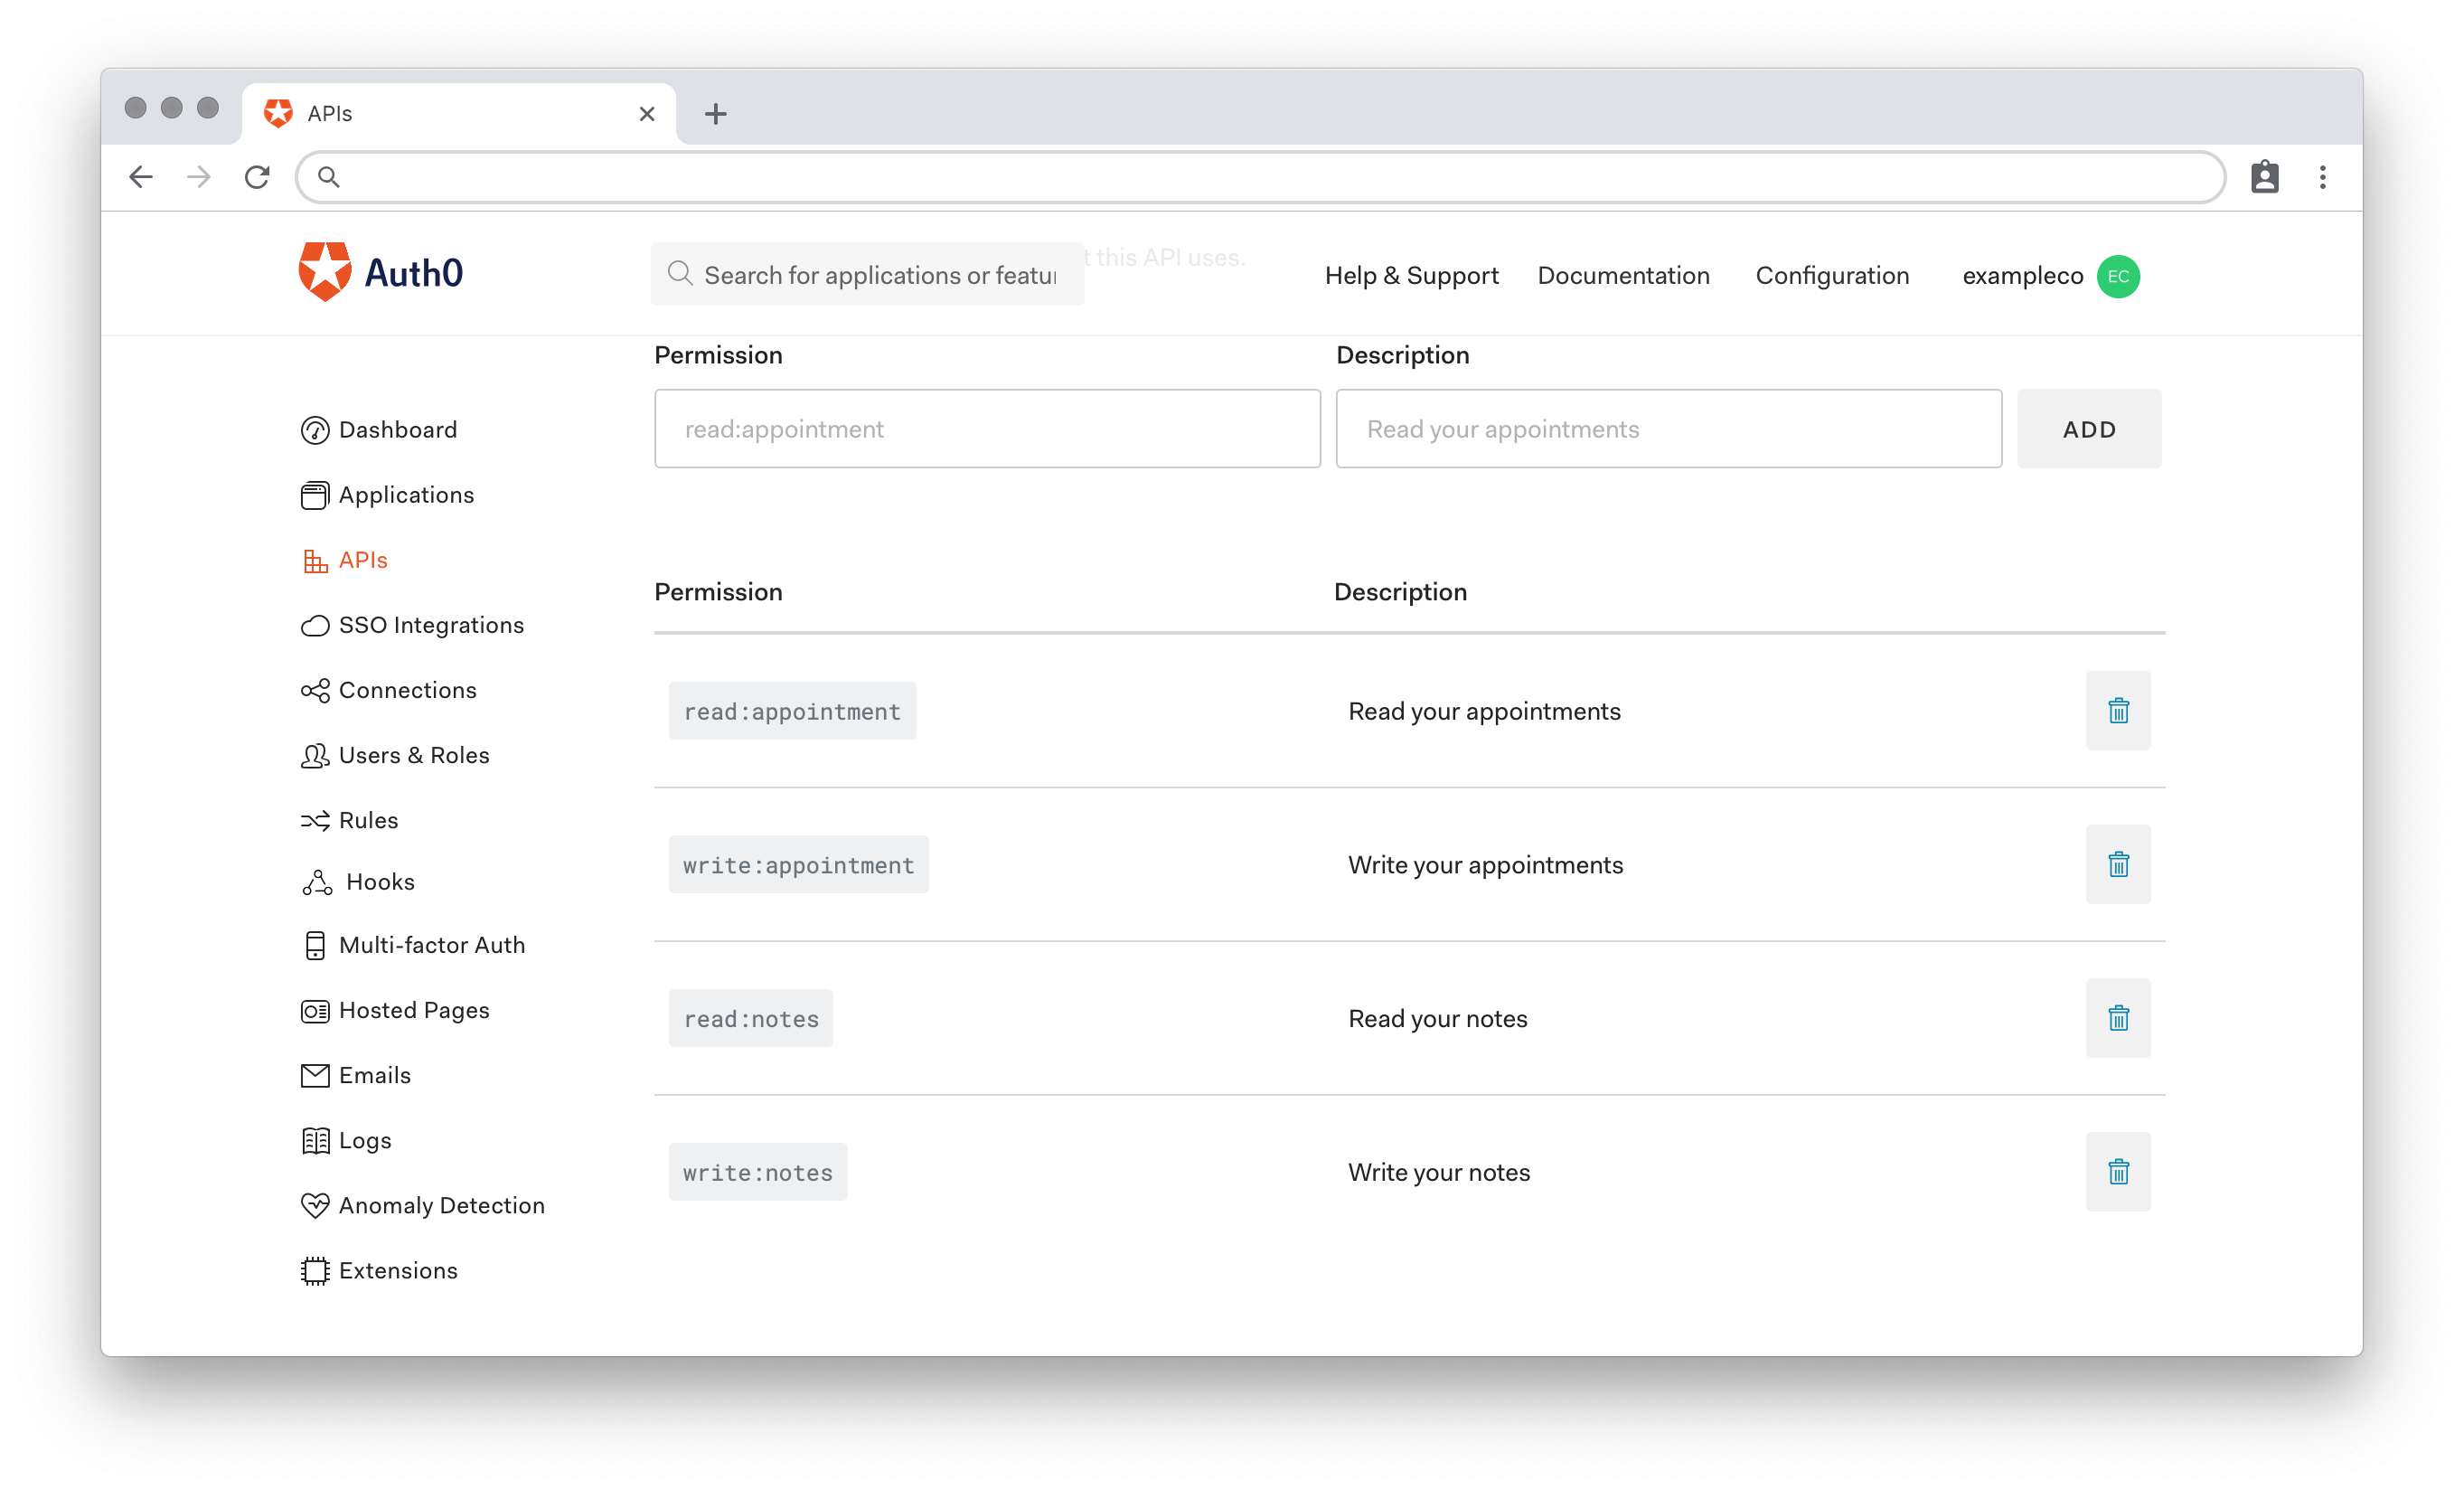 APIs
Auth0
Search for applications or featu
t this API uses.
Help & Support
Documentation
Configuration
exampleco
EC
Dashboard
Applications
APIs
SSO Integrations
Connections
Users & Roles
Rules
Hooks
Multi-factor Auth
Hosted Pages
Emails
Logs
Anomaly Detection
Extensions
Permission
Description
read:appointment
Read your appointments
ADD
Permission
Description
read:appointment
Read your appointments
write:appointment
Write your appointments
read:notes
Read your notes
write:notes
Write your notes